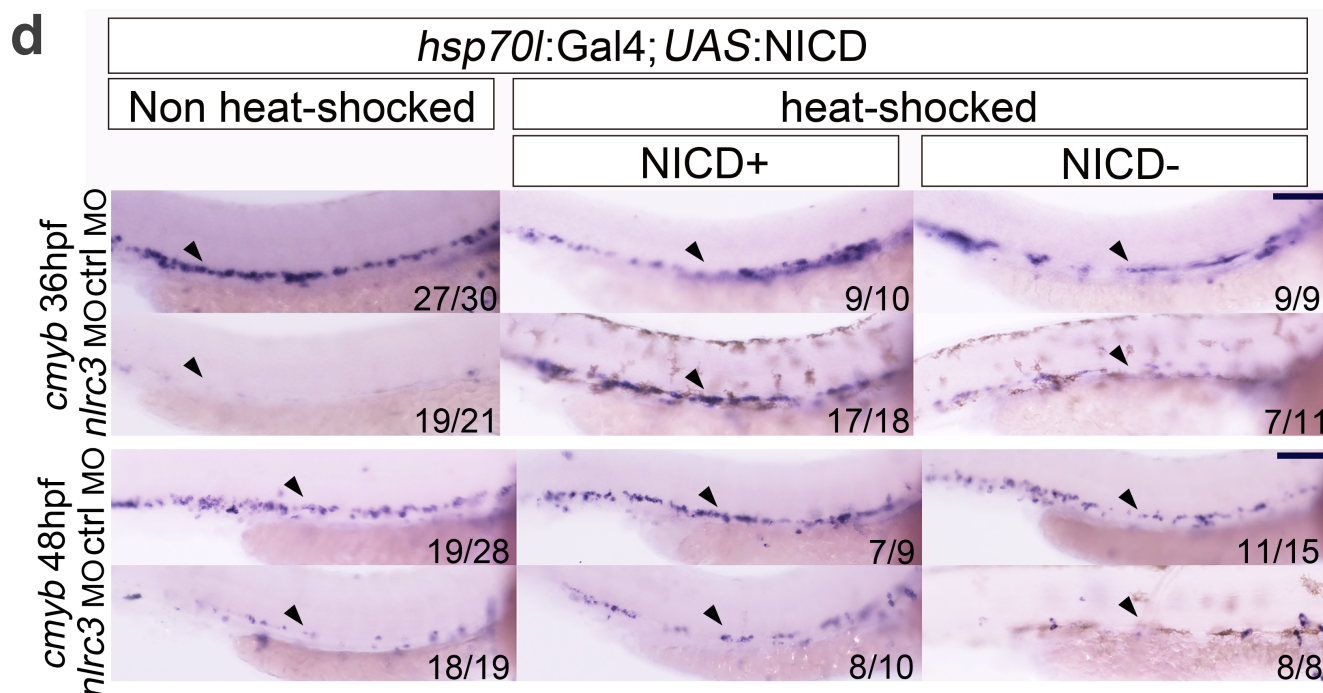 d
hsp70l:Gal4; UAS:NICD
Non heat-shocked
heat-shocked
NICD+
NICD-
cmyb 36hpf
ctrl MO
27/30
9/10
9/9
nlrc3 MO
19/21
17/18
7/11
cmyb 48hpf
ctrl MO
19/28
7/9
11/15
nlrc3 MO
18/19
8/10
8/8